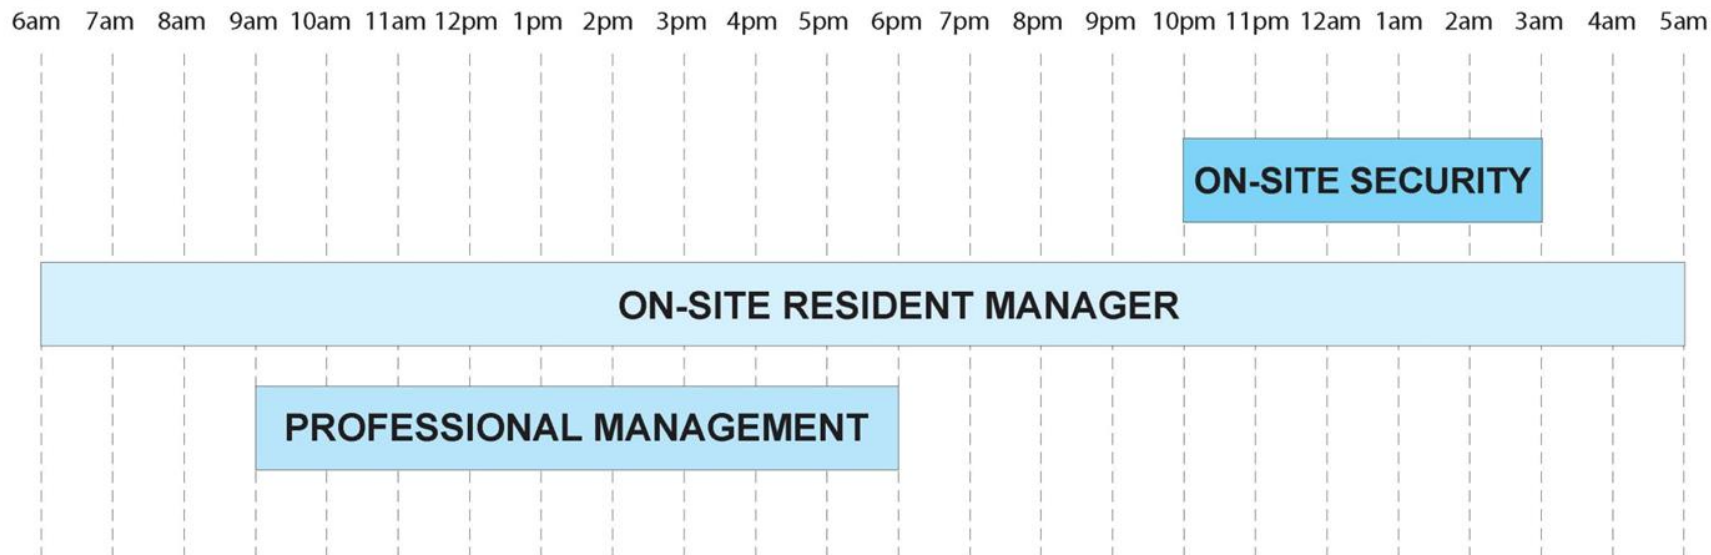 6am 7am 8am 9am 10am 11am 12pm 1pm 2pm 3pm 4pm 5pm 6pm 7pm 8pm 9pm 10pm 11pm 12am 1am 2am 3am 4am 5am
ON-SITE SECURITY
ON-SITE RESIDENT MANAGER
PROFESSIONAL MANAGEMENT